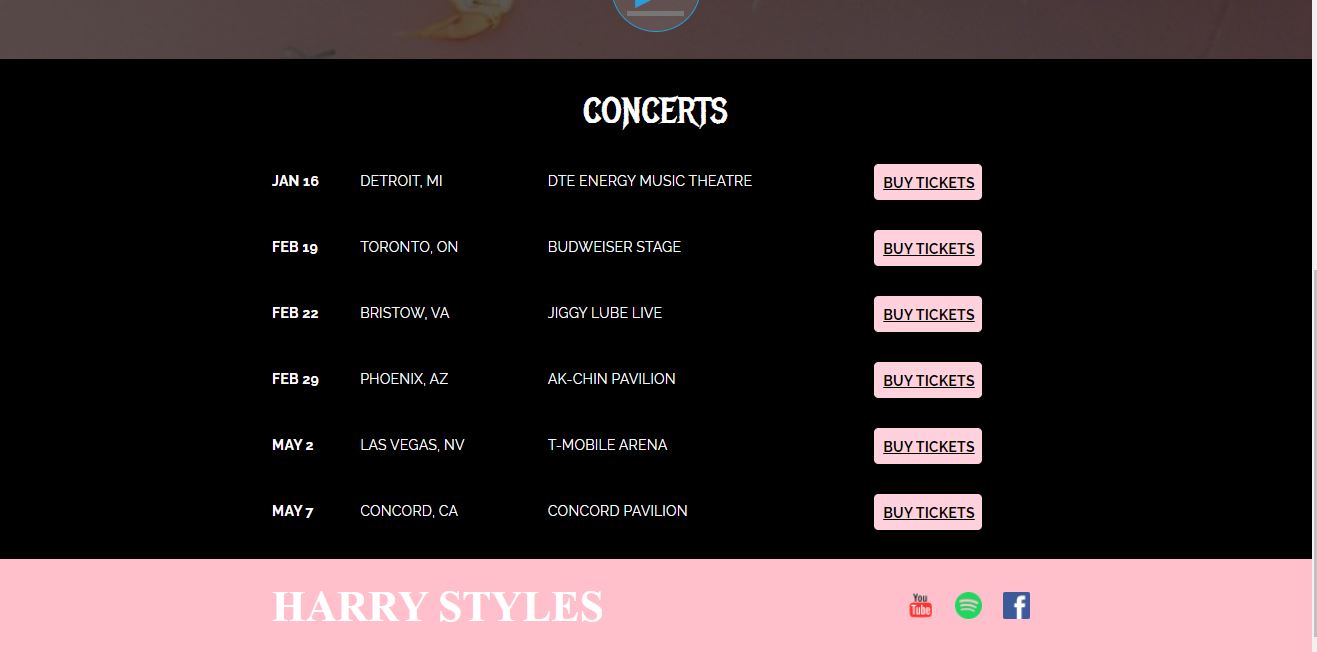 CONCERTS
JAN 16 DETROIT, MI DTE ENERGY MUSIC THEATRE BUY TICKETS
FEB 19 TORONTO, ON BUDWEISER STAGE BUY TICKETS
FEB 22 BRISTOW, VA JIGGY LUBE LIVE BUY TICKETS
FEB 29 PHOENIX, AZ AK-CHIN PAVILION BUY TICKETS
MAY 2 LAS VEGAS, NV T-MOBILE ARENA BUY TICKETS
MAY 7 CONCORD, CA CONCORD PAVILION BUY TICKETS
HARRY STYLES You Tube f